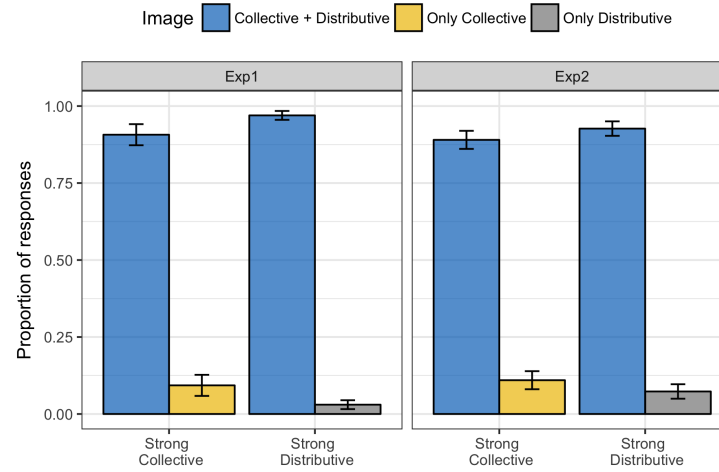 Image Collective + Distributive Only Collective Only Distributive
Exp1 Exp2
Proportion of responses
1.00
0.75
0.50
0.25
0.00
Strong Collective Strong Distributive Strong Collective Strong Distributive